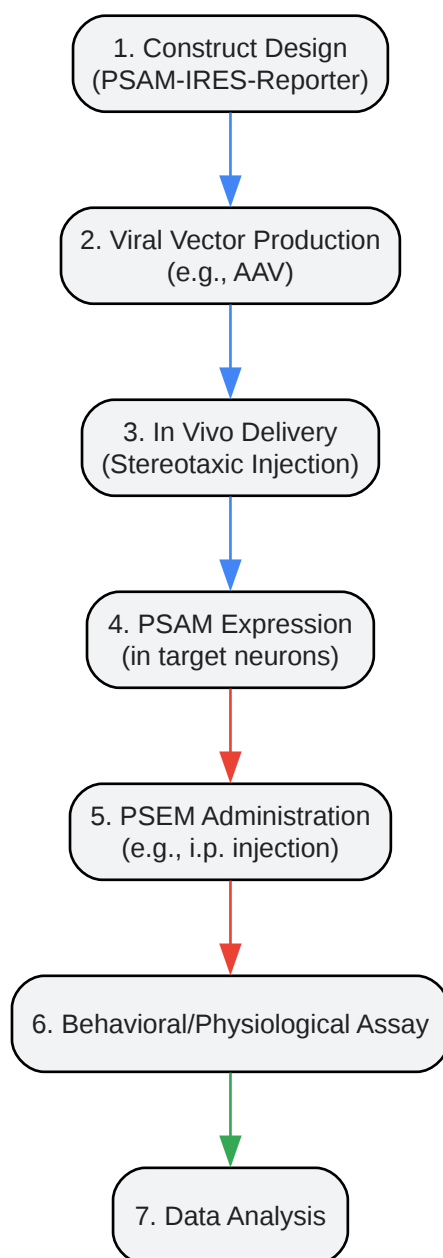 1. Construct Design
(PSAM-IRES-Reporter)
2. Viral Vector Production
(e.g., AAV)
3. In Vivo Delivery
(Stereotaxic Injection)
4. PSAM Expression
(in target neurons)
5. PSEM Administration
(e.g., i.p. injection)
6. Behavioral/Physiological Assay
7. Data Analysis